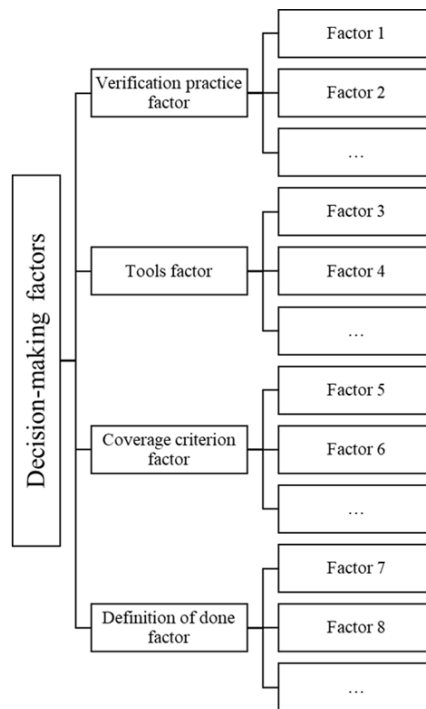 Decision-making factors
Verification practice
factor
Factor 1
Factor 2
…
Tools factor
Factor 3
Factor 4
…
Coverage criterion
factor
Factor 5
Factor 6
…
Definition of done
factor
Factor 7
Factor 8
…